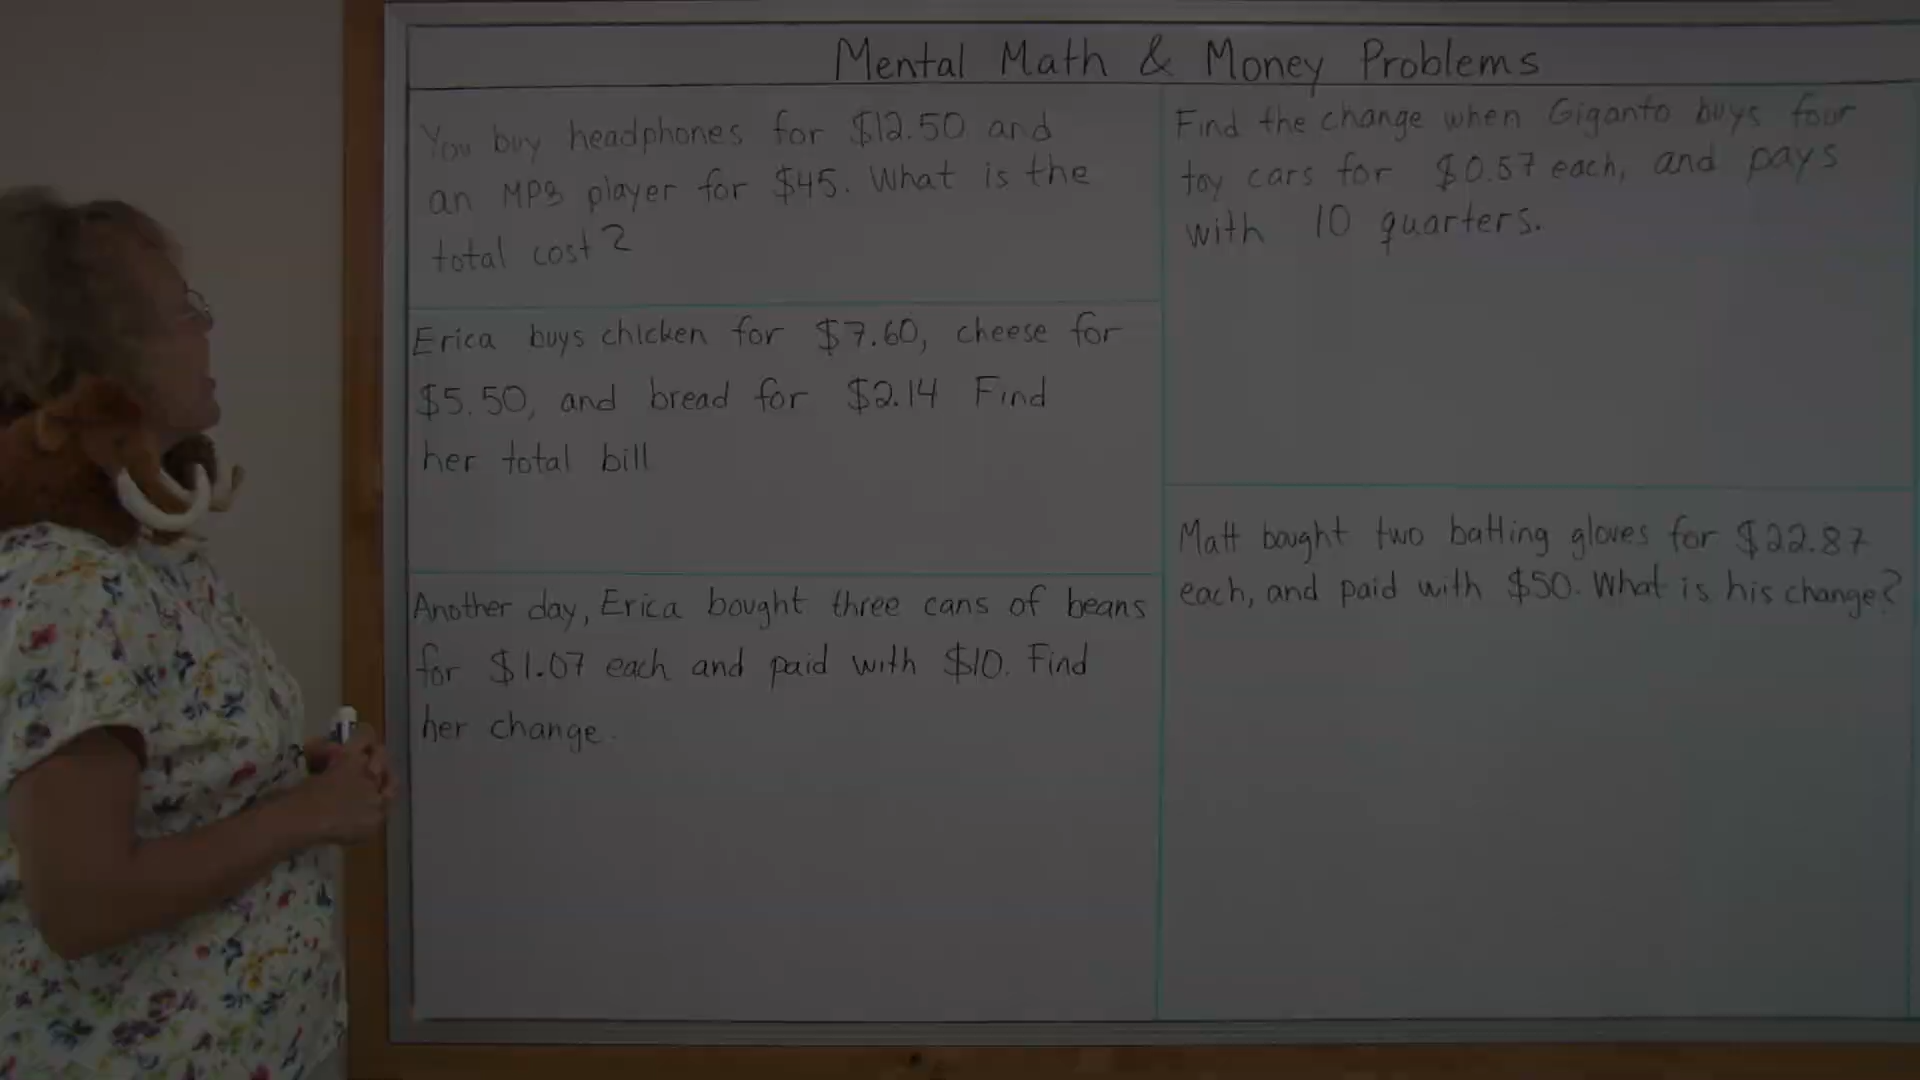 Mental Math & Money Problems
You buy headphones for $12.50 and
an MP3 player for $45. What is the
total cost?
Erica buys chicken for $7.60, cheese for
$5.50, and bread for $2.14 Find
her total bill
Another day, Erica bought three cans of beans
for $1.07 each and paid with $10. Find
her change.
Find the change when Giganto buys four
toy cars for $0.57 each, and pays
with 10 quarters.
Matt bought two batting gloves for $22.87
each, and paid with $50. What is his change?